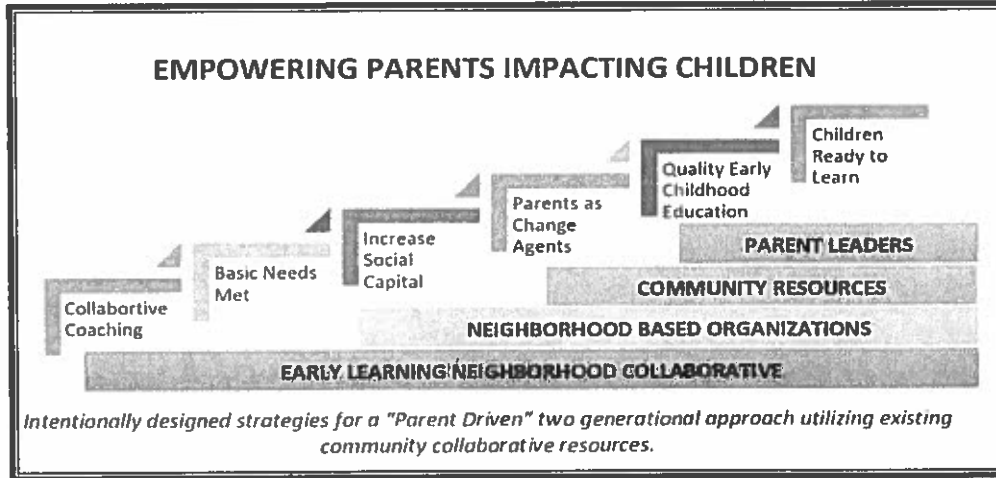 EMPOWERING PARENTS IMPACTING CHILDREN
Collabortive
Coaching
Basic Needs
Met
Increase
Social
Capital
Parents as
Change
Agents
Quality Early
Childhood
Education
Children
Ready to
Learn
PARENT LEADERS
COMMUNITY RESOURCES
NEIGHBORHOOD BASED ORGANIZATIONS
EARLY LEARNING NEIGHBORHOOD COLLABORATIVE
Intentionally designed strategies for a "Parent Driven" two generational approach utilizing existing
community collaborative resources.